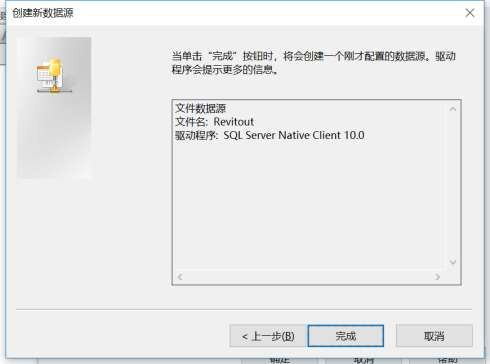 创建新数据源
当单击“完成”按钮时，将会创建一个刚才配置的数据源。驱动
程序会提示更多的信息。
文件数据源
文件名: Revitout
驱动程序: SQL Server Native Client 10.0
< 上一步(B)
完成
取消